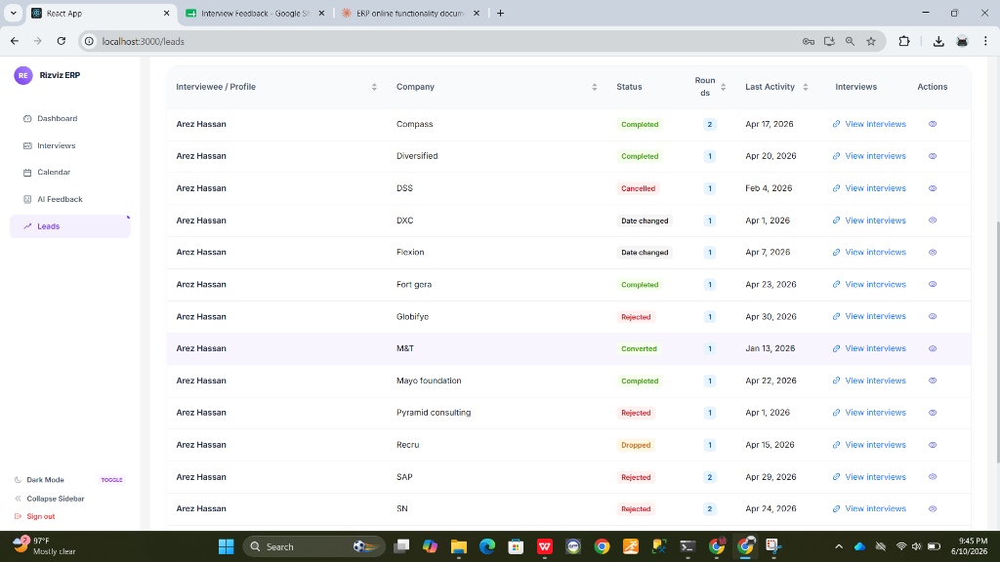 React App
Interview Feedback - Google Sh
ERP online functionality docum
localhost:3000/leads
RE
Rizviz ERP
Dashboard
Interviews
Calendar
AI Feedback
Leads
Dark Mode
TOGGLE
Collapse Sidebar
Sign out
Interviewee / Profile Company Status Roun
ds Last Activity Interviews Actions
Arez Hassan Compass Completed 2 Apr 17, 2026 View interviews
Arez Hassan Diversified Completed 1 Apr 20, 2026 View interviews
Arez Hassan DSS Cancelled 1 Feb 4, 2026 View interviews
Arez Hassan DXC Date changed 1 Apr 1, 2026 View interviews
Arez Hassan Flexion Date changed 1 Apr 7, 2026 View interviews
Arez Hassan Fort gera Completed 1 Apr 23, 2026 View interviews
Arez Hassan Globifye Rejected 1 Apr 30, 2026 View interviews
Arez Hassan M&T Converted 1 Jan 13, 2026 View interviews
Arez Hassan Mayo foundation Completed 1 Apr 22, 2026 View interviews
Arez Hassan Pyramid consulting Rejected 1 Apr 1, 2026 View interviews
Arez Hassan Recru Dropped 1 Apr 15, 2026 View interviews
Arez Hassan SAP Rejected 2 Apr 29, 2026 View interviews
Arez Hassan SN Rejected 2 Apr 24, 2026 View interviews
97°F
Mostly clear
Search
9:45 PM
6/10/2026